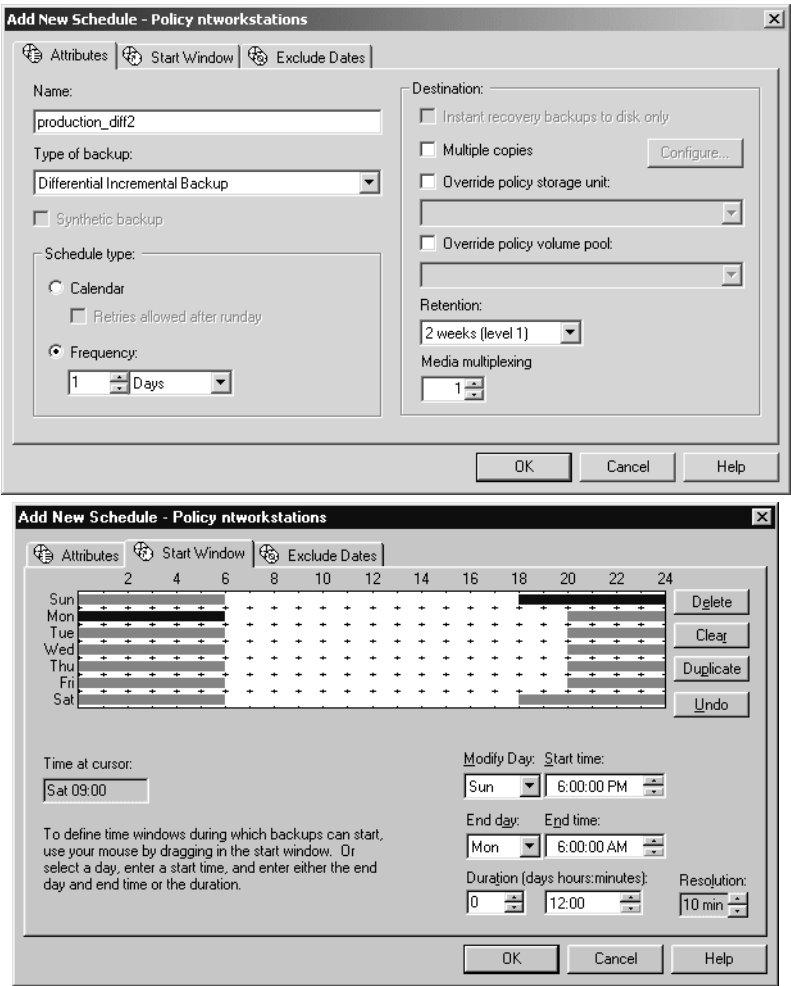 Add New Schedule - Policy ntworkstations
Attributes Start Window Exclude Dates
Name:
production_diff2
Type of backup:
Differential Incremental Backup
Synthetic backup
Schedule type:
Calendar
Retries allowed after runday
Frequency:
1 Days
Destination:
Instant recovery backups to disk only
Multiple copies Configure...
Override policy storage unit:
Override policy volume pool:
Retention:
2 weeks (level 1)
Media multiplexing
1
OK Cancel Help
Add New Schedule - Policy ntworkstations
Attributes Start Window Exclude Dates
2 4 6 8 10 12 14 16 18 20 22 24
Sun
Mon
Tue
Wed
Thu
Fri
Sat
Delete
Clear
Duplicate
Undo
Time at cursor:
Sat 09:00
To define time windows during which backups can start,
use your mouse by dragging in the start window. Or
select a day, enter a start time, and enter either the end
day and end time or the duration.
Modify Day: Start time:
Sun 6:00:00 PM
End day: End time:
Mon 6:00:00 AM
Duration (days hours:minutes): Resolution:
0 12:00 10 min
OK Cancel Help